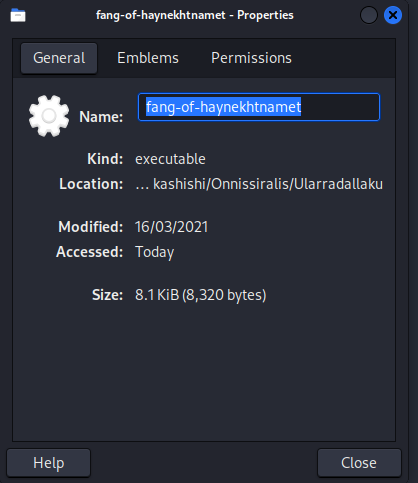 fang-of-haynekhtnamet - Properties
General Emblems Permissions
Name: fang-of-haynekhtnamet
Kind: executable
Location: ... kashishi/Onnissiralis/Ularradallaku
Modified: 16/03/2021
Accessed: Today
Size: 8.1 KiB (8,320 bytes)
Help Close